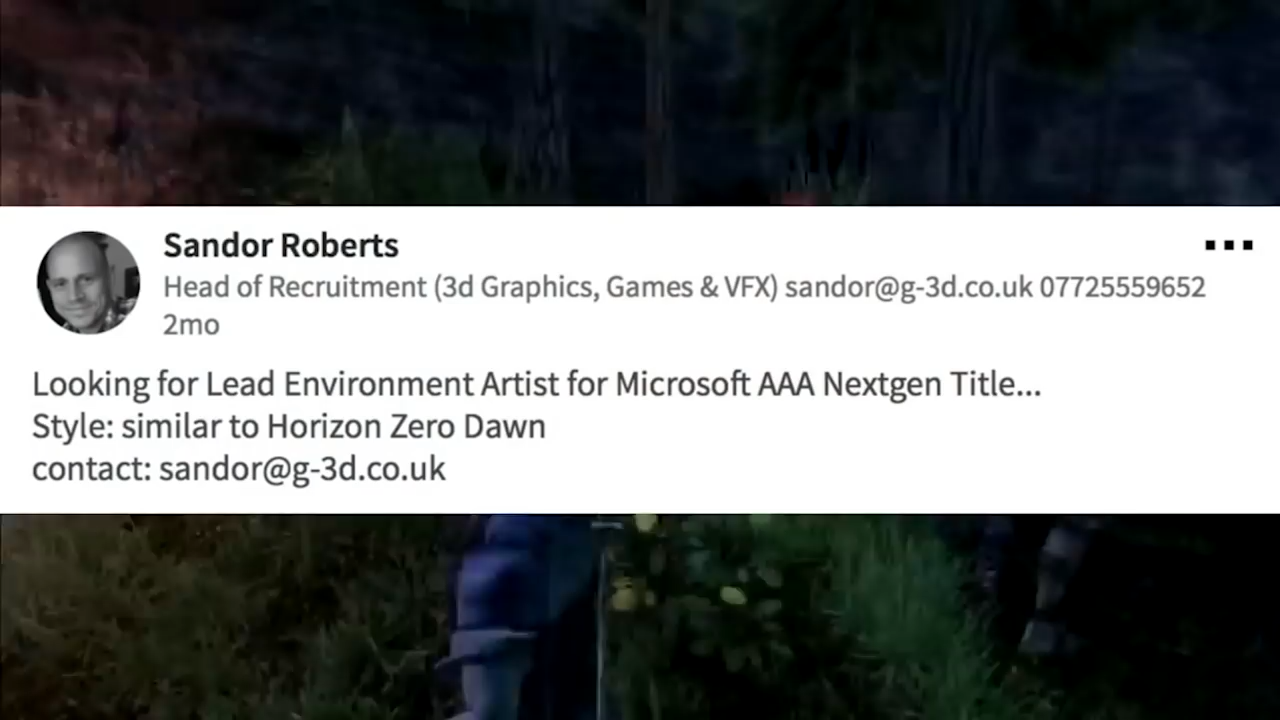 Sandor Roberts
Head of Recruitment (3d Graphics, Games & VFX) sandor@g-3d.co.uk 07725559652
2mo
Looking for Lead Environment Artist for Microsoft AAA Nextgen Title...
Style: similar to Horizon Zero Dawn
contact: sandor@g-3d.co.uk